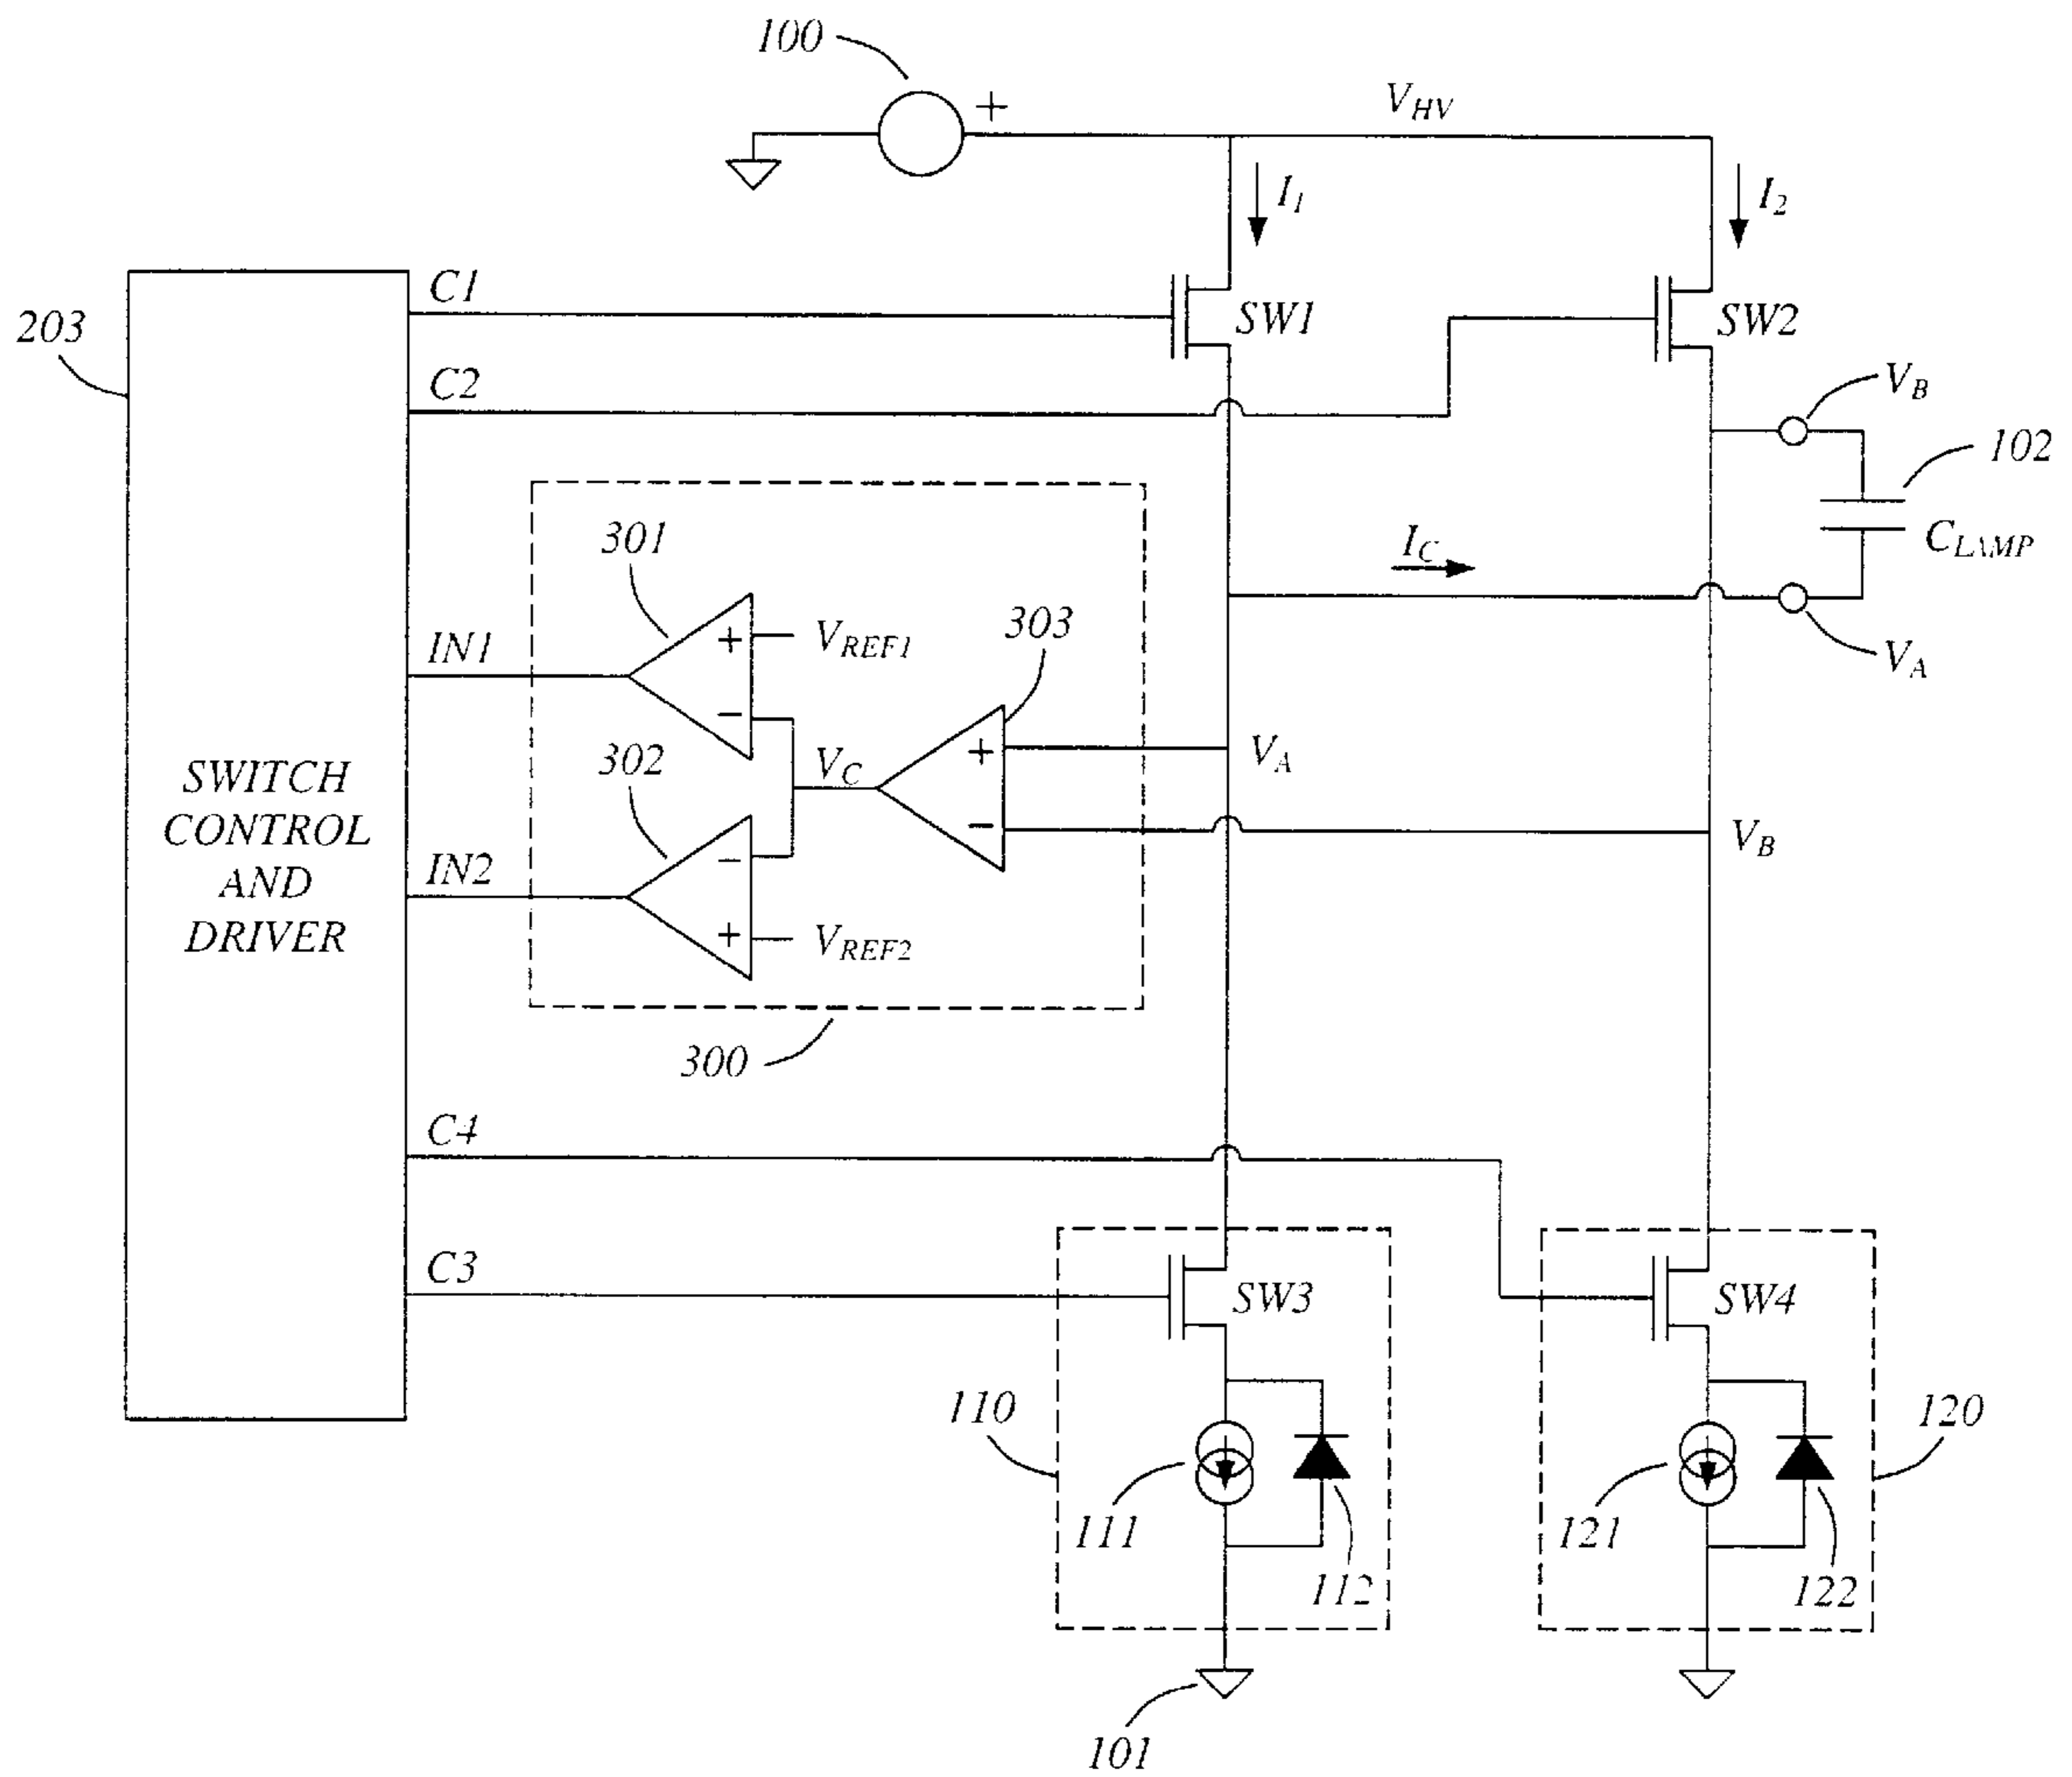 100
+
VHV
I1
I2
C1
SW1
SW2
203
C2
VB
102
301
IC
CLAMP
303
IN1
+
VREF1
VA
−
302
VC
+
VA
SWITCH
CONTROL
AND
DRIVER
−
VB
IN2
−
+
VREF2
300
C4
C3
SW3
SW4
110
120
111
121
112
122
101